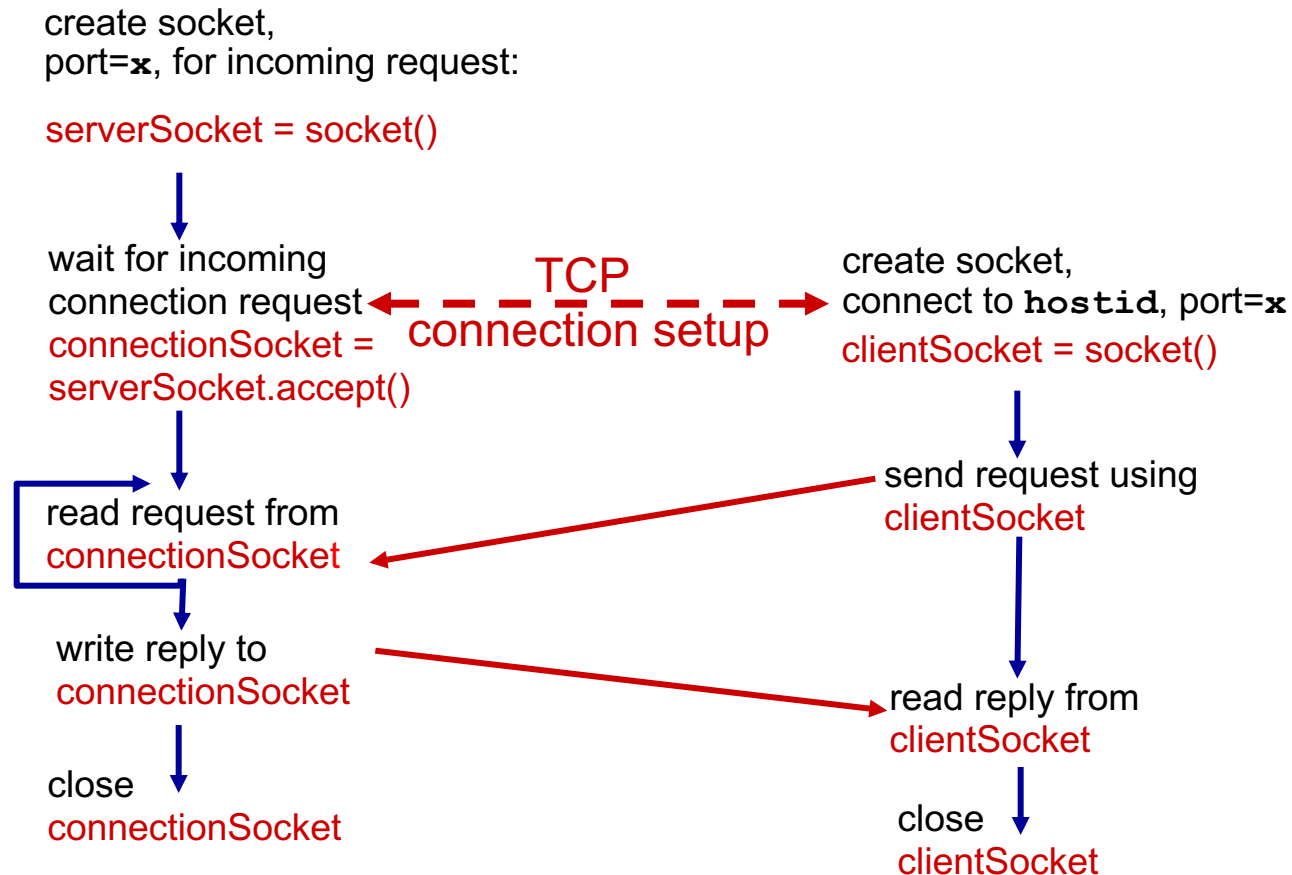 create socket,
port=x, for incoming request:
serverSocket = socket()
wait for incoming
connection request
connectionSocket =
serverSocket.accept()
TCP
connection setup
create socket,
connect to hostid, port=x
clientSocket = socket()
send request using
clientSocket
read request from
connectionSocket
write reply to
connectionSocket
read reply from
clientSocket
close
connectionSocket
close
clientSocket